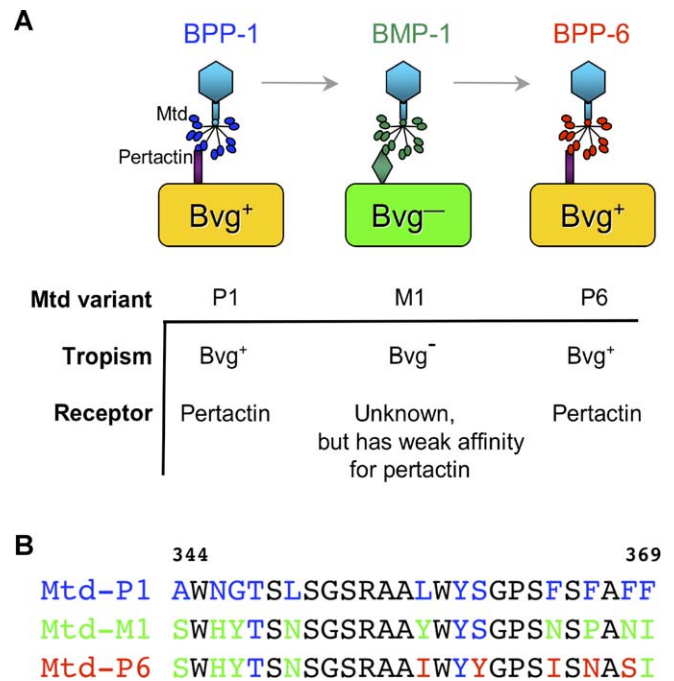 A
BPP-1 BMP-1 BPP-6
Mtd
Pertactin
Bvg+ Bvg— Bvg+
Mtd variant P1 M1 P6
Tropism Bvg+ Bvg- Bvg+
Receptor Pertactin Unknown, Pertactin
but has weak affinity
for pertactin
B
344 369
Mtd-P1 AWNGTSLSGSRAALWYSGPSFSFAFF
Mtd-M1 SWHYTSNSGSRAAYWYSGPSNSPANI
Mtd-P6 SWHYTSNSGSRAAIWYYGPSISNASI